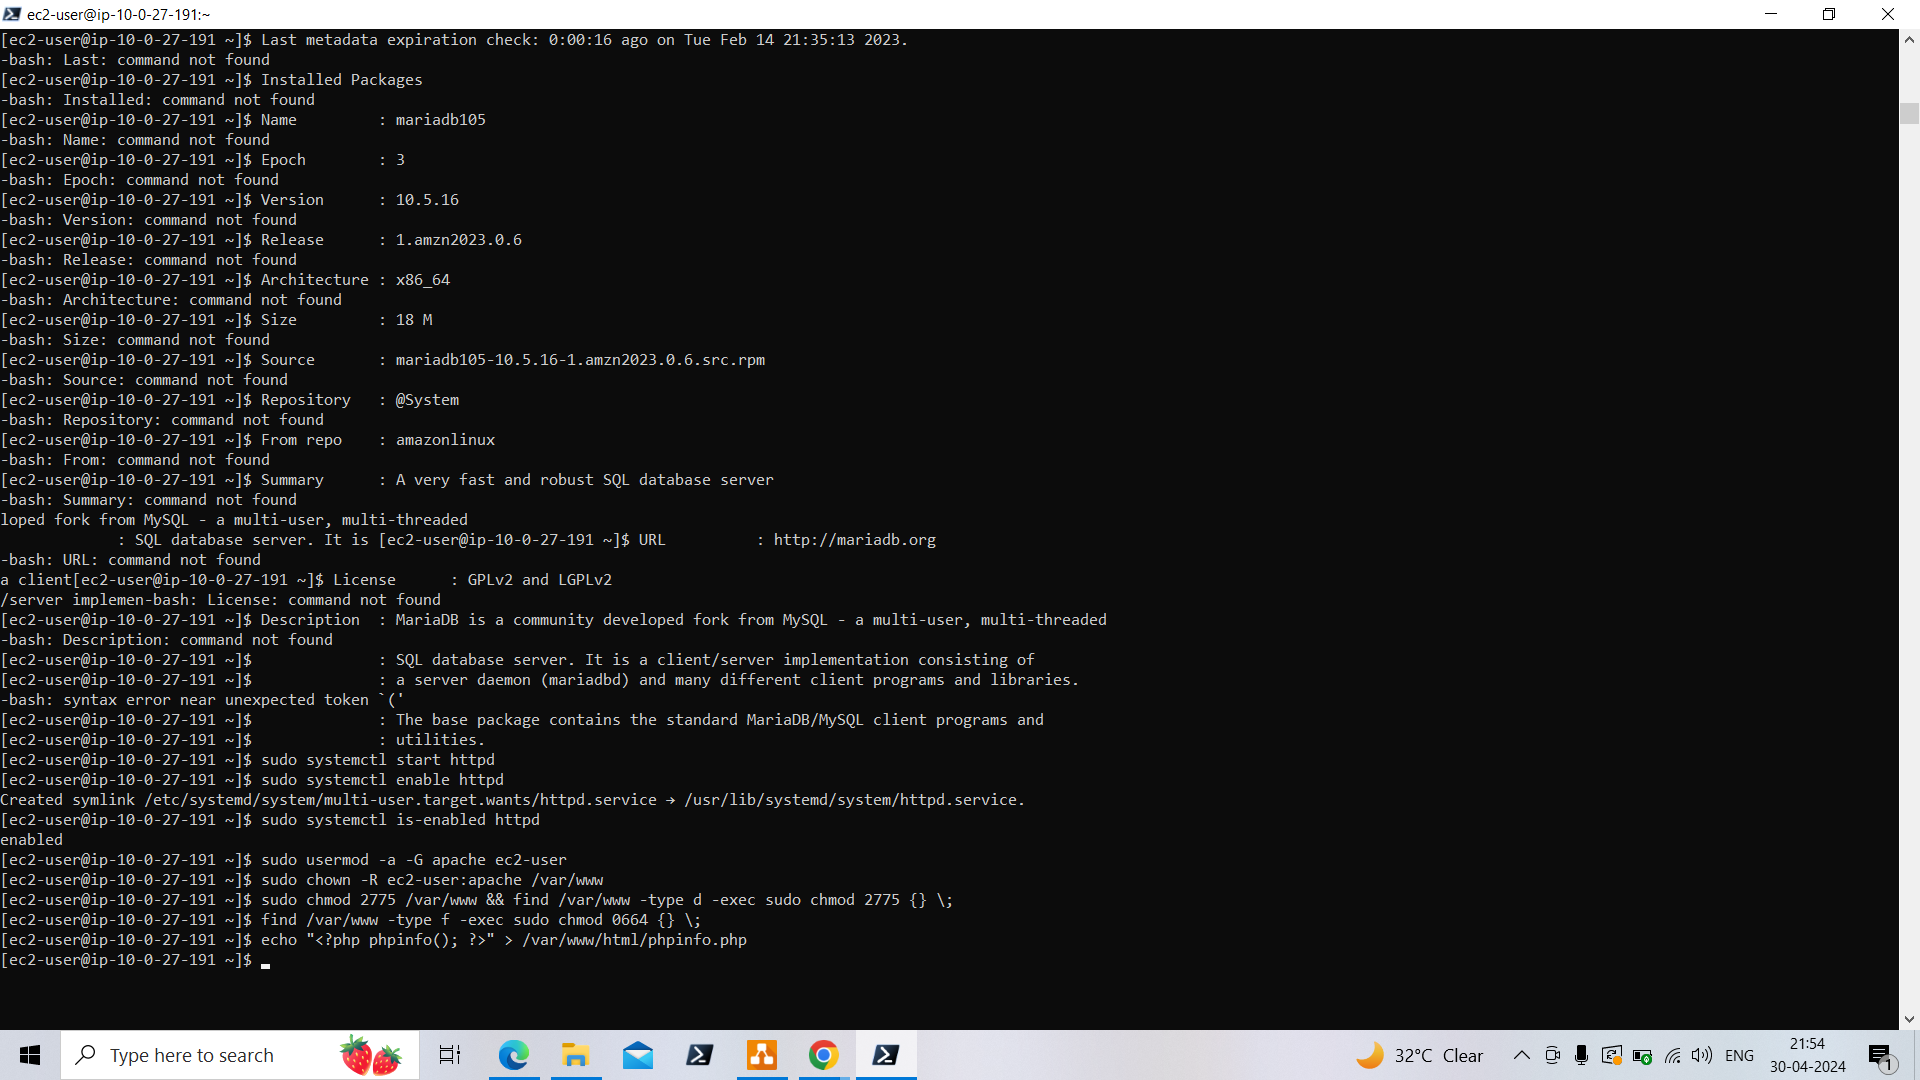 ec2-user@ip-10-0-27-191:~
[ec2-user@ip-10-0-27-191 ~]$ Last metadata expiration check: 0:00:16 ago on Tue Feb 14 21:35:13 2023.
-bash: Last: command not found
[ec2-user@ip-10-0-27-191 ~]$ Installed Packages
-bash: Installed: command not found
[ec2-user@ip-10-0-27-191 ~]$ Name         : mariadb105
-bash: Name: command not found
[ec2-user@ip-10-0-27-191 ~]$ Epoch        : 3
-bash: Epoch: command not found
[ec2-user@ip-10-0-27-191 ~]$ Version      : 10.5.16
-bash: Version: command not found
[ec2-user@ip-10-0-27-191 ~]$ Release      : 1.amzn2023.0.6
-bash: Release: command not found
[ec2-user@ip-10-0-27-191 ~]$ Architecture : x86_64
-bash: Architecture: command not found
[ec2-user@ip-10-0-27-191 ~]$ Size         : 18 M
-bash: Size: command not found
[ec2-user@ip-10-0-27-191 ~]$ Source       : mariadb105-10.5.16-1.amzn2023.0.6.src.rpm
-bash: Source: command not found
[ec2-user@ip-10-0-27-191 ~]$ Repository   : @System
-bash: Repository: command not found
[ec2-user@ip-10-0-27-191 ~]$ From repo    : amazonlinux
-bash: From: command not found
[ec2-user@ip-10-0-27-191 ~]$ Summary      : A very fast and robust SQL database server
-bash: Summary: command not found
loped fork from MySQL - a multi-user, multi-threaded
             : SQL database server. It is [ec2-user@ip-10-0-27-191 ~]$ URL          : http://mariadb.org
-bash: URL: command not found
a client[ec2-user@ip-10-0-27-191 ~]$ License      : GPLv2 and LGPLv2
/server implemen-bash: License: command not found
[ec2-user@ip-10-0-27-191 ~]$ Description  : MariaDB is a community developed fork from MySQL - a multi-user, multi-threaded
-bash: Description: command not found
[ec2-user@ip-10-0-27-191 ~]$              : SQL database server. It is a client/server implementation consisting of
[ec2-user@ip-10-0-27-191 ~]$              : a server daemon (mariadbd) and many different client programs and libraries.
-bash: syntax error near unexpected token `('
[ec2-user@ip-10-0-27-191 ~]$              : The base package contains the standard MariaDB/MySQL client programs and
[ec2-user@ip-10-0-27-191 ~]$              : utilities.
[ec2-user@ip-10-0-27-191 ~]$ sudo systemctl start httpd
[ec2-user@ip-10-0-27-191 ~]$ sudo systemctl enable httpd
Created symlink /etc/systemd/system/multi-user.target.wants/httpd.service → /usr/lib/systemd/system/httpd.service.
[ec2-user@ip-10-0-27-191 ~]$ sudo systemctl is-enabled httpd
enabled
[ec2-user@ip-10-0-27-191 ~]$ sudo usermod -a -G apache ec2-user
[ec2-user@ip-10-0-27-191 ~]$ sudo chown -R ec2-user:apache /var/www
[ec2-user@ip-10-0-27-191 ~]$ sudo chmod 2775 /var/www && find /var/www -type d -exec sudo chmod 2775 {} \;
[ec2-user@ip-10-0-27-191 ~]$ find /var/www -type f -exec sudo chmod 0664 {} \;
[ec2-user@ip-10-0-27-191 ~]$ echo "<?php phpinfo(); ?>" > /var/www/html/phpinfo.php
[ec2-user@ip-10-0-27-191 ~]$
Type here to search
32°C Clear
ENG
21:54
30-04-2024
1